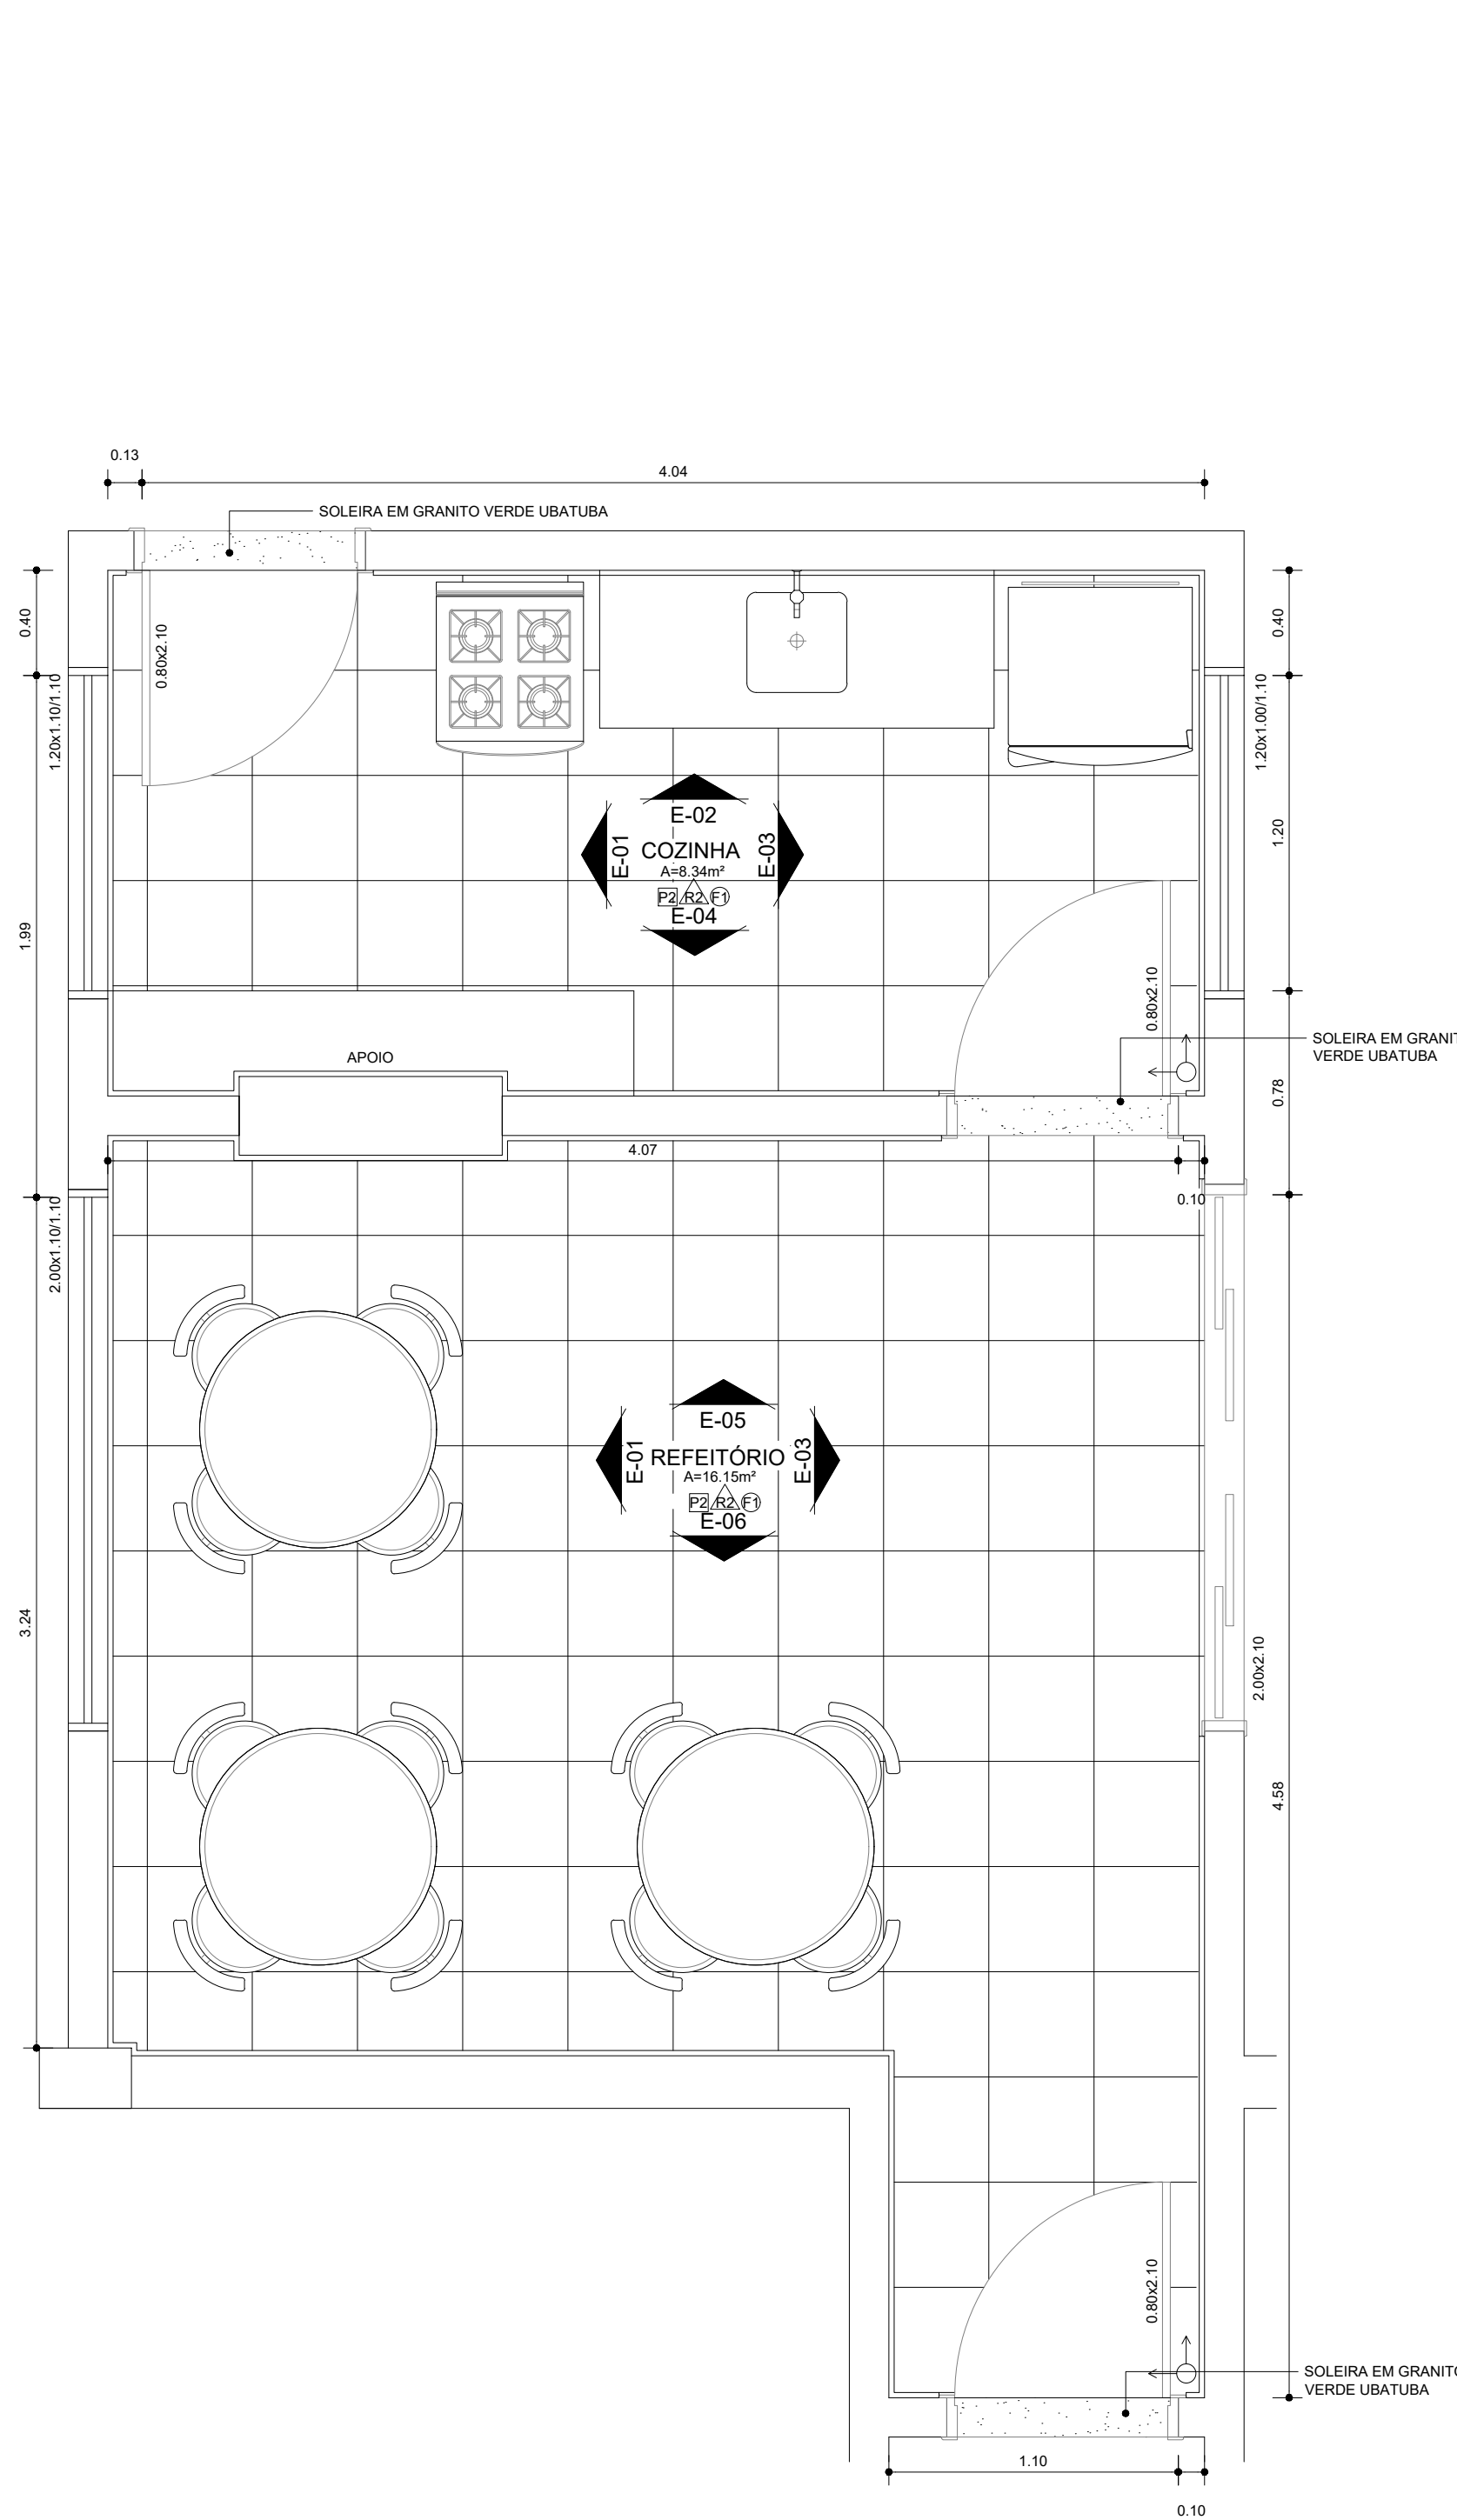 0.13
4.04
SOLEIRA EM GRANITO VERDE UBATUBA
0.40
0.40
0.80x2.10
1.20x1.10/1.10
1.20x1.00/1.10
1.20
E-02
E-01
COZINHA
E-03
A=8.34m²
P2 R2 F1
E-04
1.99
0.80x2.10
SOLEIRA EM GRANIT
VERDE UBATUBA
APOIO
0.78
4.07
0.10
2.00x1.10/1.10
E-05
E-01
REFEITÓRIO
E-03
A=16.15m²
P2 R2 F1
E-06
3.24
2.00x2.10
4.58
0.80x2.10
SOLEIRA EM GRANITO
VERDE UBATUBA
1.10
0.10